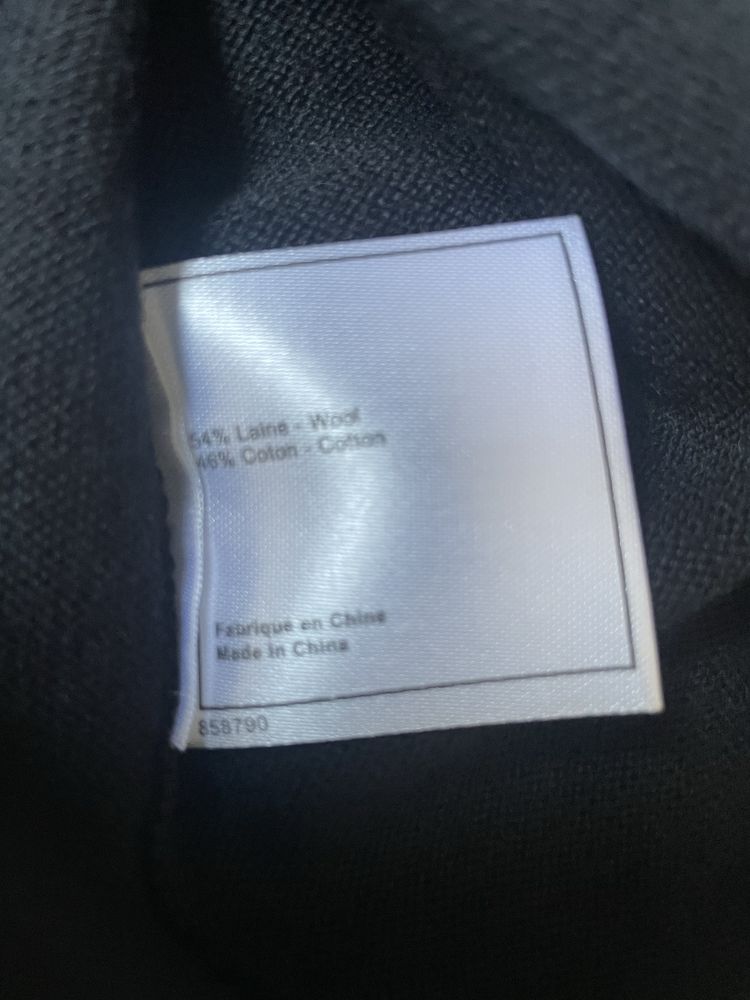 54% Laine - Wool
46% Coton - Cotton
Fabrique en Chine
Made in China
858790